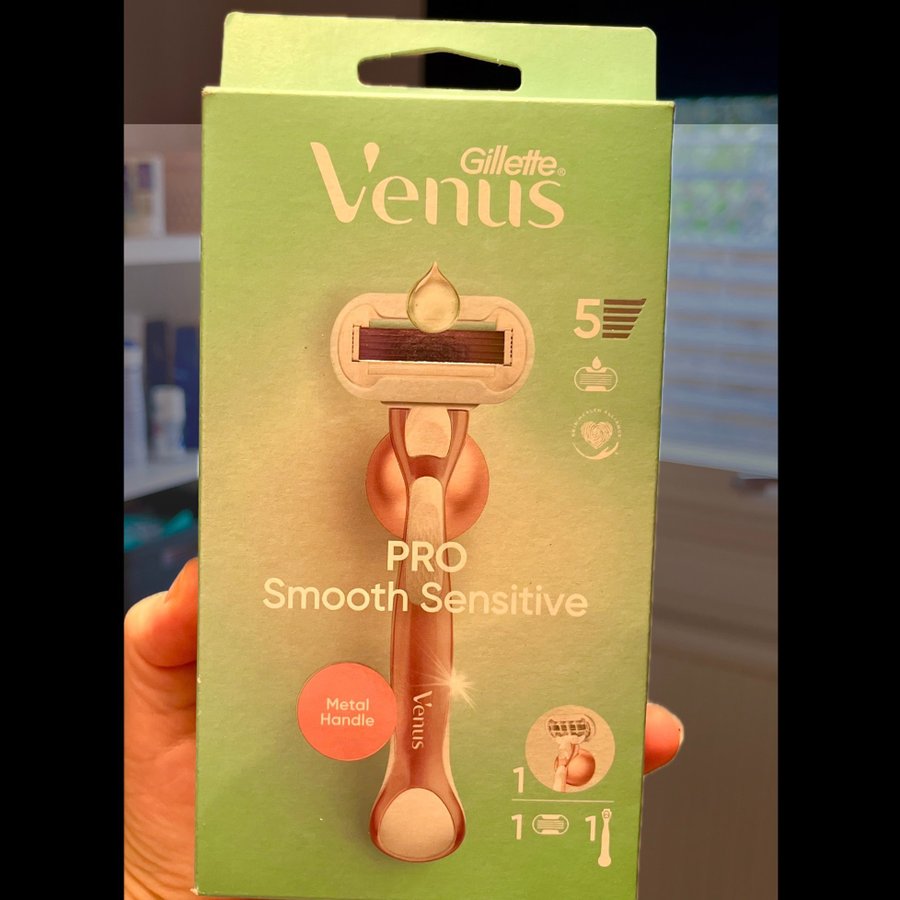 Gillette®
Venus
5
PRO
Smooth Sensitive
Metal
Handle
Venus
1
1 1